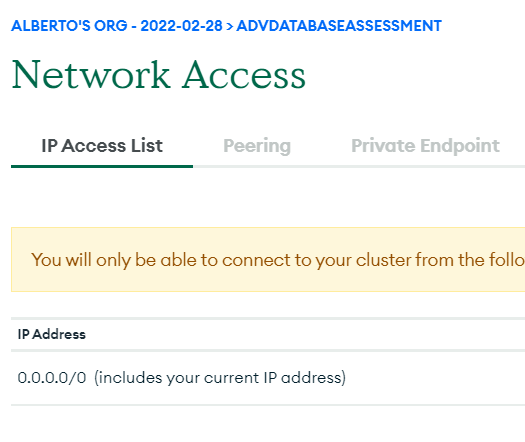 ALBERTO'S ORG - 2022-02-28 > ADVDATABASEASSESSMENT
Network Access
IP Access List Peering Private Endpoint
You will only be able to connect to your cluster from the follo
IP Address
0.0.0.0/0 (includes your current IP address)